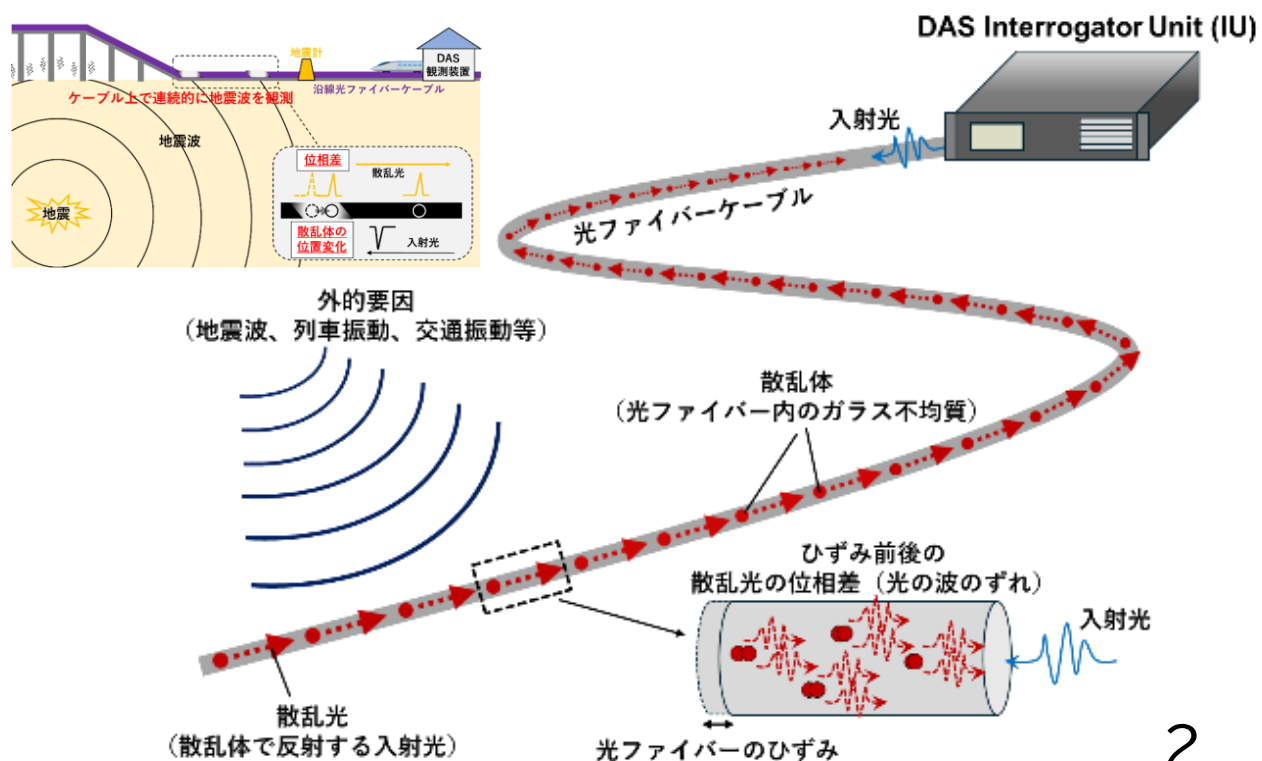 DAS Interrogator Unit (IU)
地震計
DAS
観測装置
ケーブル上で連続的に地震波を観測
沿線光ファイバーケーブル
地震波
地震
位相差
散乱光
散乱体の
位置変化
入射光
入射光
光ファイバーケーブル
外的要因
（地震波、列車振動、交通振動等）
散乱体
（光ファイバー内のガラス不均質）
ひずみ前後の
散乱光の位相差（光の波のずれ）
入射光
散乱光
（散乱体で反射する入射光）
光ファイバーのひずみ
2